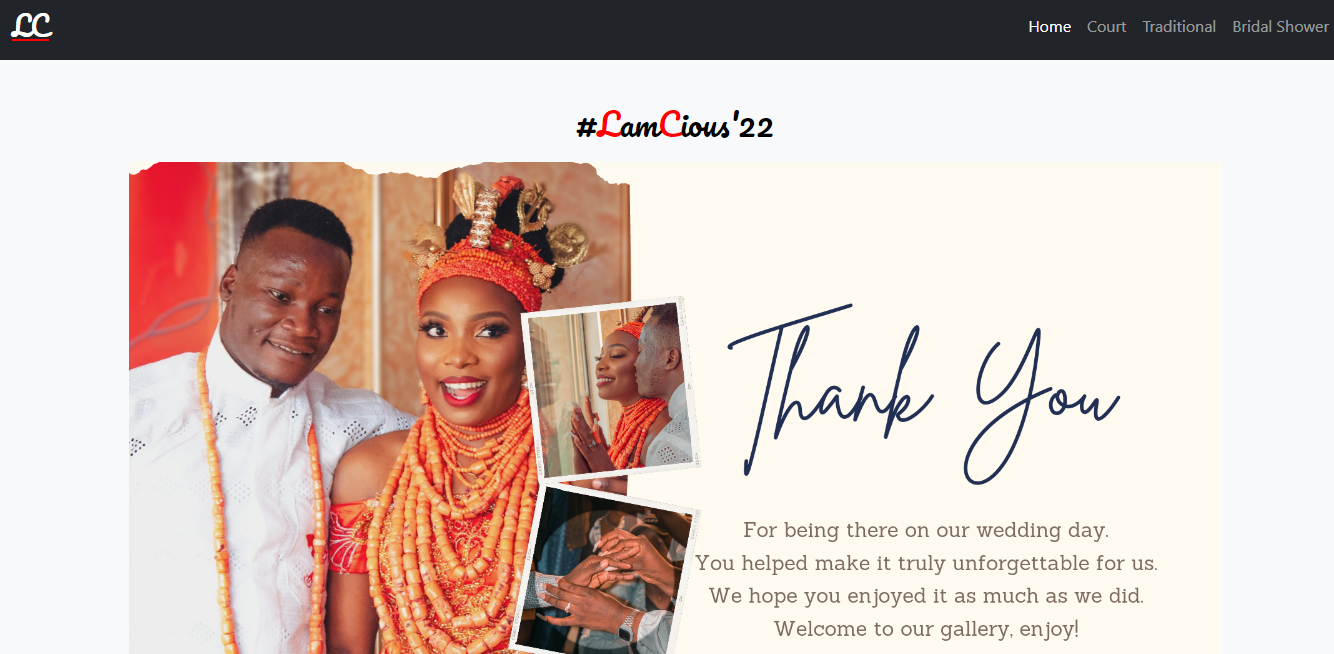 LC
Home Court Traditional Bridal Shower
#LamCious'22
Thank You
For being there on our wedding day.
You helped make it truly unforgettable for us.
We hope you enjoyed it as much as we did.
Welcome to our gallery, enjoy!